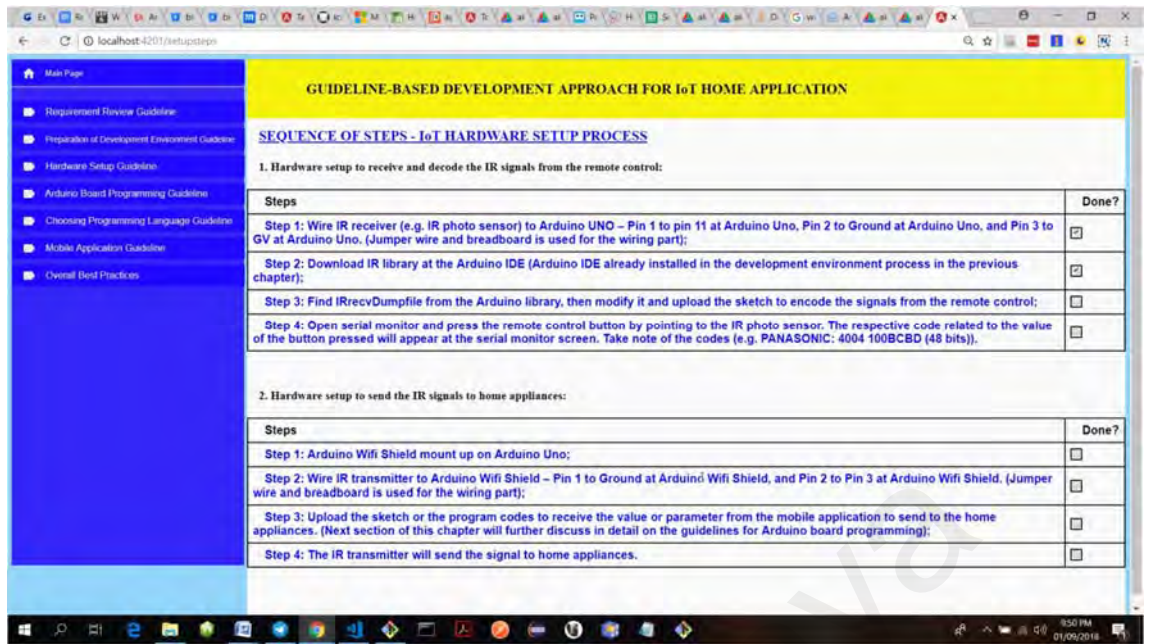 localhost:4201/setupsteps
Main Page
Requirement Review Guideline
Preparation of Development Environment Guideline
Hardware Setup Guideline
Arduino Board Programming Guideline
Choosing Programming Language Guideline
Mobile Application Guideline
Overall Best Practices
GUIDELINE-BASED DEVELOPMENT APPROACH FOR IoT HOME APPLICATION
SEQUENCE OF STEPS - IoT HARDWARE SETUP PROCESS
1. Hardware setup to receive and decode the IR signals from the remote control:
Steps Done?
Step 1: Wire IR receiver (e.g. IR photo sensor) to Arduino UNO – Pin 1 to pin 11 at Arduino Uno, Pin 2 to Ground at Arduino Uno, and Pin 3 to
GV at Arduino Uno. (Jumper wire and breadboard is used for the wiring part);
Step 2: Download IR library at the Arduino IDE (Arduino IDE already installed in the development environment process in the previous
chapter);
Step 3: Find IRrecvDumpfile from the Arduino library, then modify it and upload the sketch to encode the signals from the remote control;
Step 4: Open serial monitor and press the remote control button by pointing to the IR photo sensor. The respective code related to the value
of the button pressed will appear at the serial monitor screen. Take note of the codes (e.g. PANASONIC: 4004 100BCBD (48 bits)).
2. Hardware setup to send the IR signals to home appliances:
Steps Done?
Step 1: Arduino Wifi Shield mount up on Arduino Uno;
Step 2: Wire IR transmitter to Arduino Wifi Shield – Pin 1 to Ground at Arduino Wifi Shield, and Pin 2 to Pin 3 at Arduino Wifi Shield. (Jumper
wire and breadboard is used for the wiring part);
Step 3: Upload the sketch or the program codes to receive the value or parameter from the mobile application to send to the home
appliances. (Next section of this chapter will further discuss in detail on the guidelines for Arduino board programming);
Step 4: The IR transmitter will send the signal to home appliances.
9:50 PM
01/09/2018